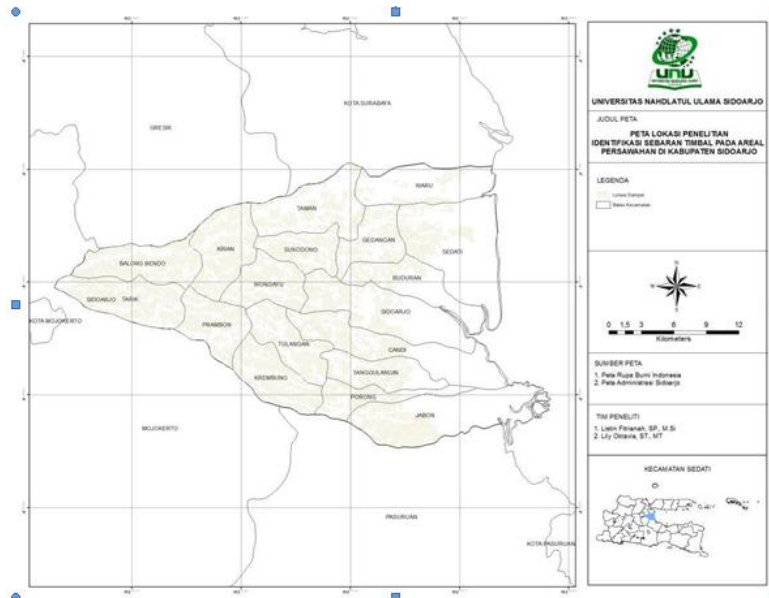 KOTA SURABAYA
GRESIK
WARU
TAMAN
GEDANGAN
KRIAN
SUKODONO
SEDATI
BALONG BENDO
BUDURAN
WONOAYU
SIDOARJO TARIK
SIDOARJO
KOTA MOJOKERTO
PRAMBON
TULANGAN
CANDI
TANGGULANGIN
KREMBUNG
PORONG
JABON
MOJOKERTO
PASURUAN
KOTA PASURUAN
UNU
UNIVERSITAS NAHDLATUL ULAMA SIDOARJO
JUDUL PETA
PETA LOKASI PENELITIAN
IDENTIFIKASI SEBARAN TIMBAL PADA AREAL
PERSAWAHAN DI KABUPATEN SIDOARJO
LEGENDA
Lokasi Sampel
Batas Kecamatan
N
W E
S
0 1,5 3 6 9 12
Kilometers
SUMBER PETA
1. Peta Rupa Bumi Indonesia
2. Peta Administrasi Sidoarjo
TIM PENELITI
1. Listin Fitrianah, SP., M.Si
2. Lily Oktavia, ST., MT
KECAMATAN SEDATI